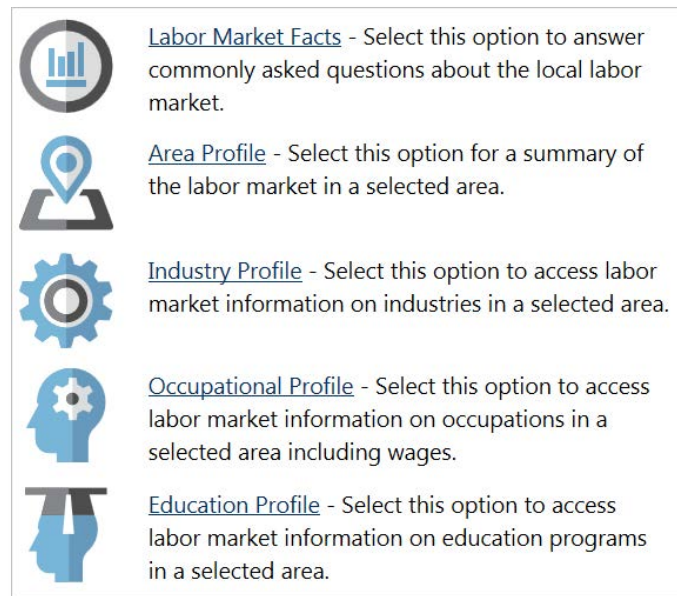 Labor Market Facts - Select this option to answer
commonly asked questions about the local labor
market.
Area Profile - Select this option for a summary of
the labor market in a selected area.
Industry Profile - Select this option to access labor
market information on industries in a selected area.
Occupational Profile - Select this option to access
labor market information on occupations in a
selected area including wages.
Education Profile - Select this option to access
labor market information on education programs
in a selected area.